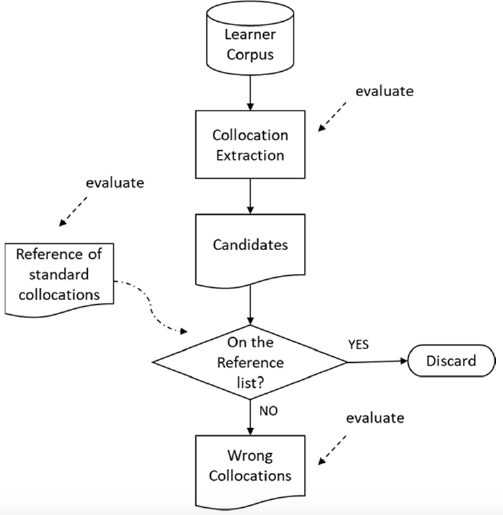 Learner
Corpus
evaluate
Collocation
Extraction
evaluate
Candidates
Reference of
standard
collocations
On the
Reference
list?
YES
Discard
NO
evaluate
Wrong
Collocations